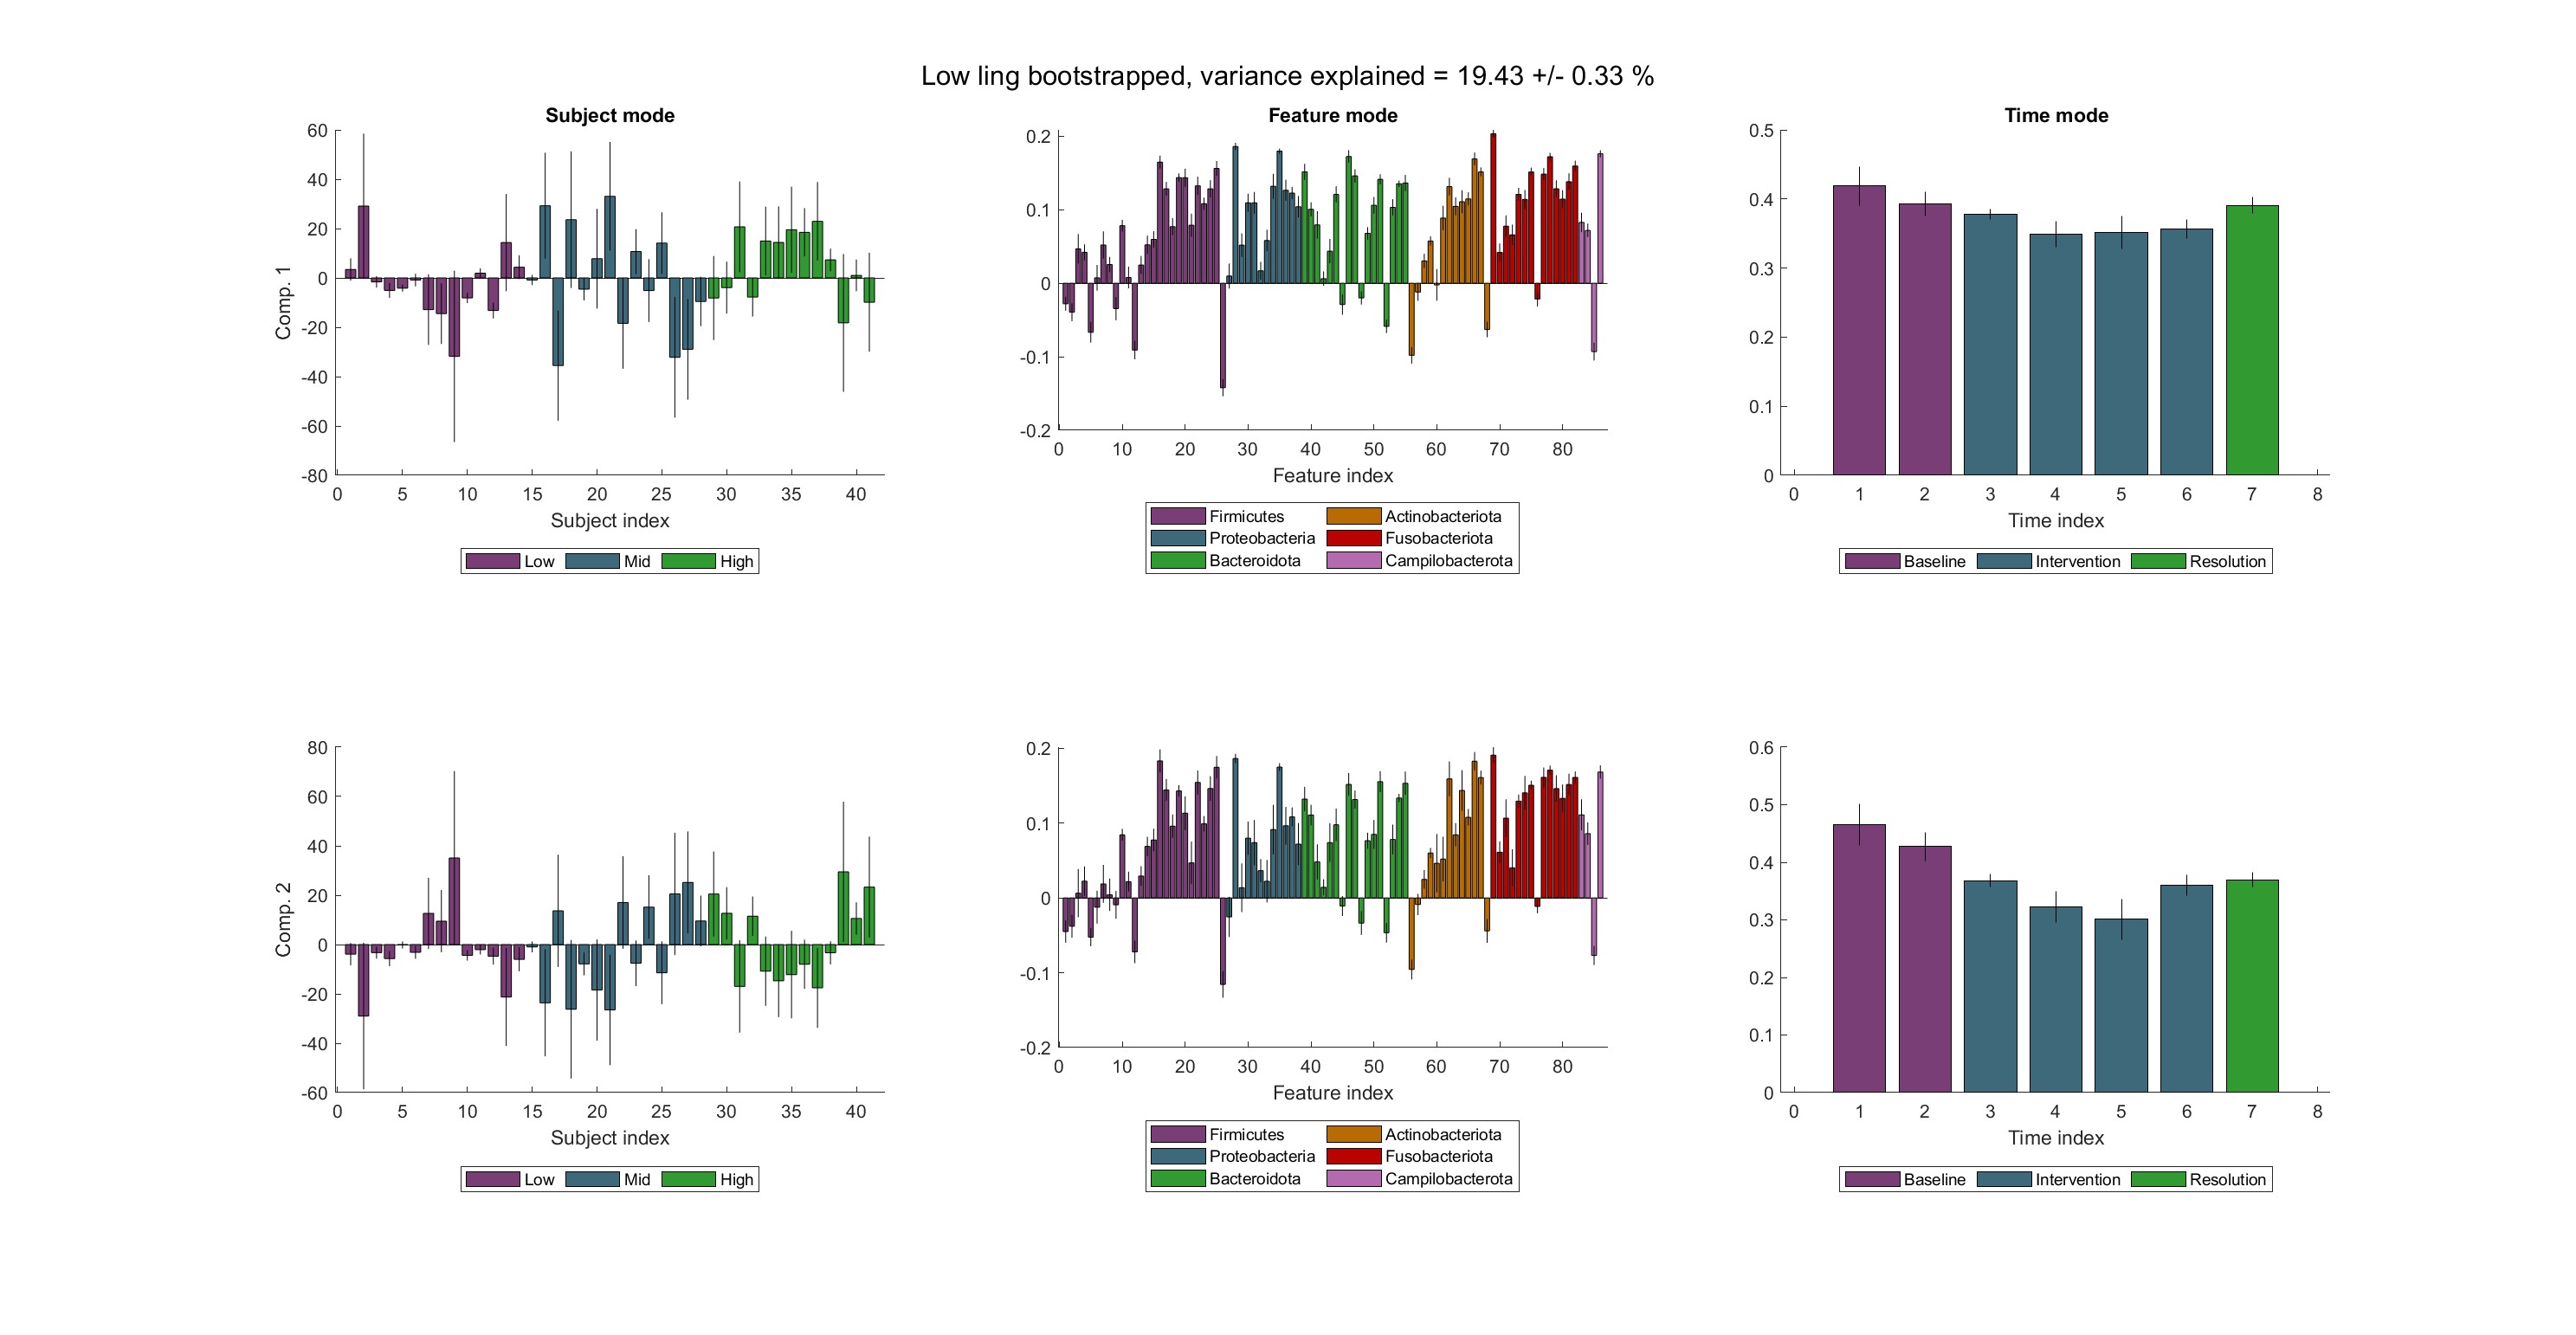 Low ling bootstrapped, variance explained = 19.43 +/- 0.33 %
Subject mode
Comp. 1
60
40
20
0
-20
-40
-60
-80
0 5 10 15 20 25 30 35 40
Subject index
Low Mid High
Feature mode
0.2
0.1
0
-0.1
-0.2
0 10 20 30 40 50 60 70 80
Feature index
Firmicutes Actinobacteriota
Proteobacteria Fusobacteriota
Bacteroidota Campilobacterota
Time mode
0.5
0.4
0.3
0.2
0.1
0
0 1 2 3 4 5 6 7 8
Time index
Baseline Intervention Resolution
Comp. 2
80
60
40
20
0
-20
-40
-60
0 5 10 15 20 25 30 35 40
Subject index
Low Mid High
0.2
0.1
0
-0.1
-0.2
0 10 20 30 40 50 60 70 80
Feature index
Firmicutes Actinobacteriota
Proteobacteria Fusobacteriota
Bacteroidota Campilobacterota
0.6
0.5
0.4
0.3
0.2
0.1
0
0 1 2 3 4 5 6 7 8
Time index
Baseline Intervention Resolution